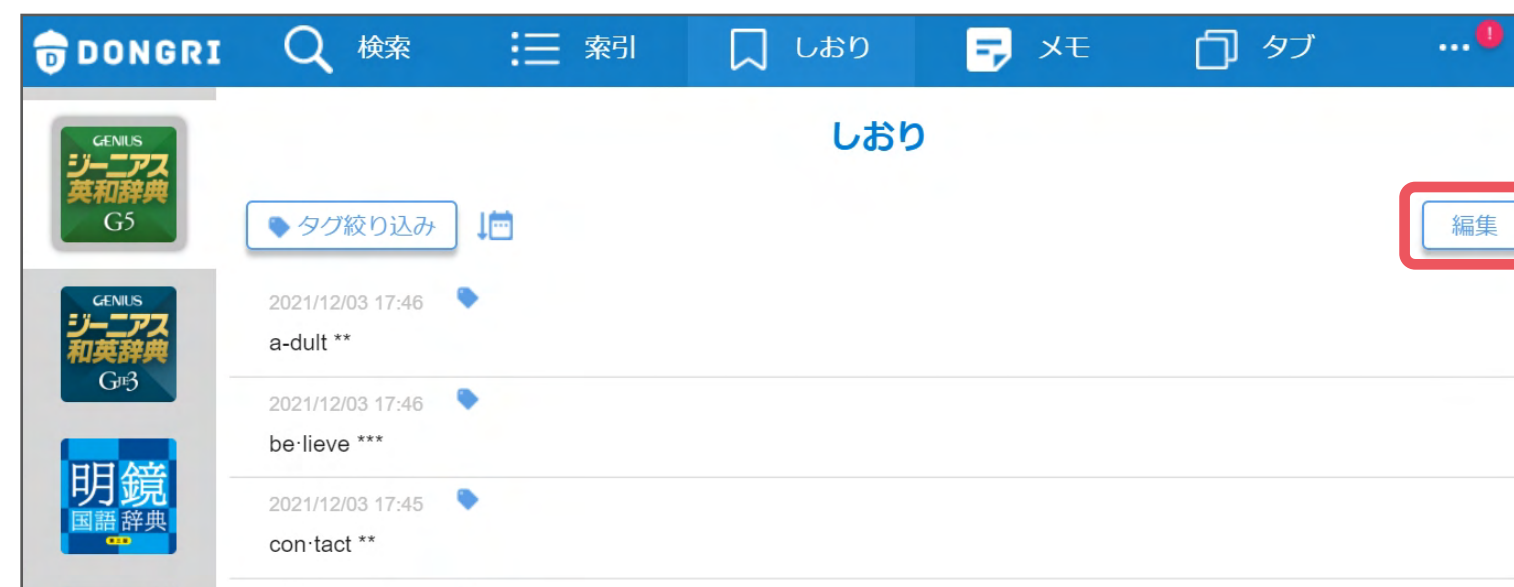 DONGRI 検索 索引 しおり メモ タブ ... !
しおり
GENIUS
ジーニアス
英和辞典
G5
タグ絞り込み 編集
GENIUS
ジーニアス
和英辞典
GJE3
明鏡
国語辞典
2021/12/03 17:46
a-dult **
2021/12/03 17:46
be·lieve ***
2021/12/03 17:45
con·tact **